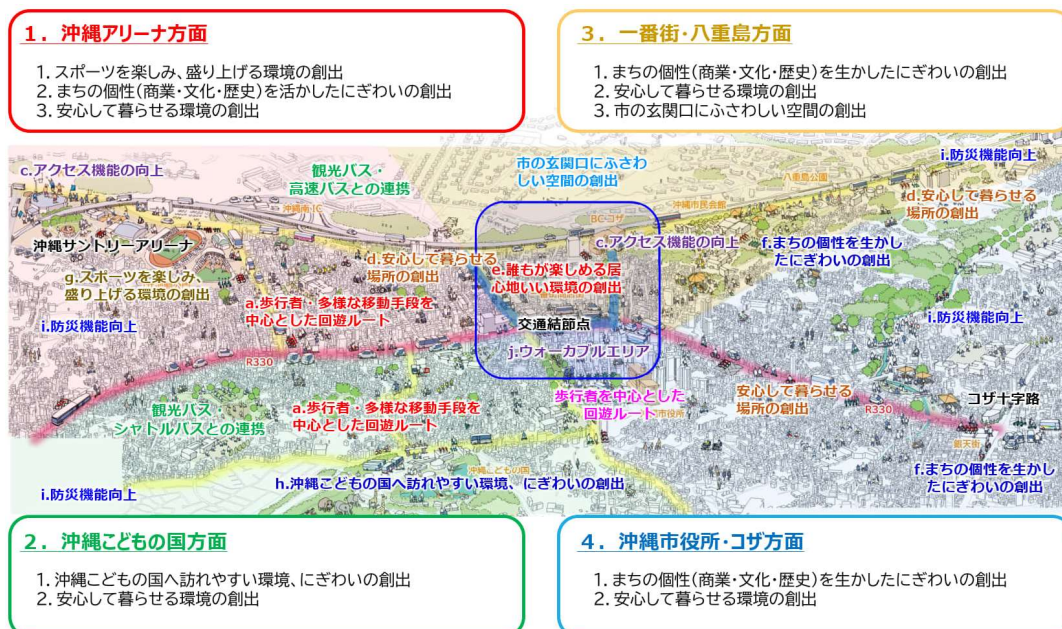 1. 沖縄アリーナ方面
1. スポーツを楽しみ、盛り上げる環境の創出
2. まちの個性(商業・文化・歴史)を活かしたにぎわいの創出
3. 安心して暮らせる環境の創出
3. 一番街・八重島方面
1. まちの個性(商業・文化・歴史)を生かしたにぎわいの創出
2. 安心して暮らせる環境の創出
3. 市の玄関口にふさわしい空間の創出
c.アクセス機能の向上
観光バス・
高速バスとの連携
市の玄関口にふさわ
しい空間の創出
i.防災機能向上
八重島公園
d.安心して暮らせる
場所の創出
沖縄南IC
BC コザ
沖縄市民会館
沖縄サントリーアリーナ
c.アクセス機能の向上
f.まちの個性を生かし
たにぎわいの創出
d.安心して暮らせる
場所の創出
e.誰もが楽しめる居
心地いい環境の創出
g.スポーツを楽しみ、
盛り上げる環境の創出
a.歩行者・多様な移動手段を
中心とした回遊ルート
i.防災機能向上
交通結節点
i.防災機能向上
j.ウォーカブルエリア
R330
歩行者を中心とした
回遊ルート
市役所
安心して暮らせる
場所の創出
R330
コザ十字路
観光バス・
シャトルバスとの連携
a.歩行者・多様な移動手段を
中心とした回遊ルート
銀天街
沖縄こどもの国
i.防災機能向上
h.沖縄こどもの国へ訪れやすい環境、にぎわいの創出
f.まちの個性を生かし
たにぎわいの創出
2. 沖縄こどもの国方面
1. 沖縄こどもの国へ訪れやすい環境、にぎわいの創出
2. 安心して暮らせる環境の創出
4. 沖縄市役所・コザ方面
1. まちの個性(商業・文化・歴史)を生かしたにぎわいの創出
2. 安心して暮らせる環境の創出